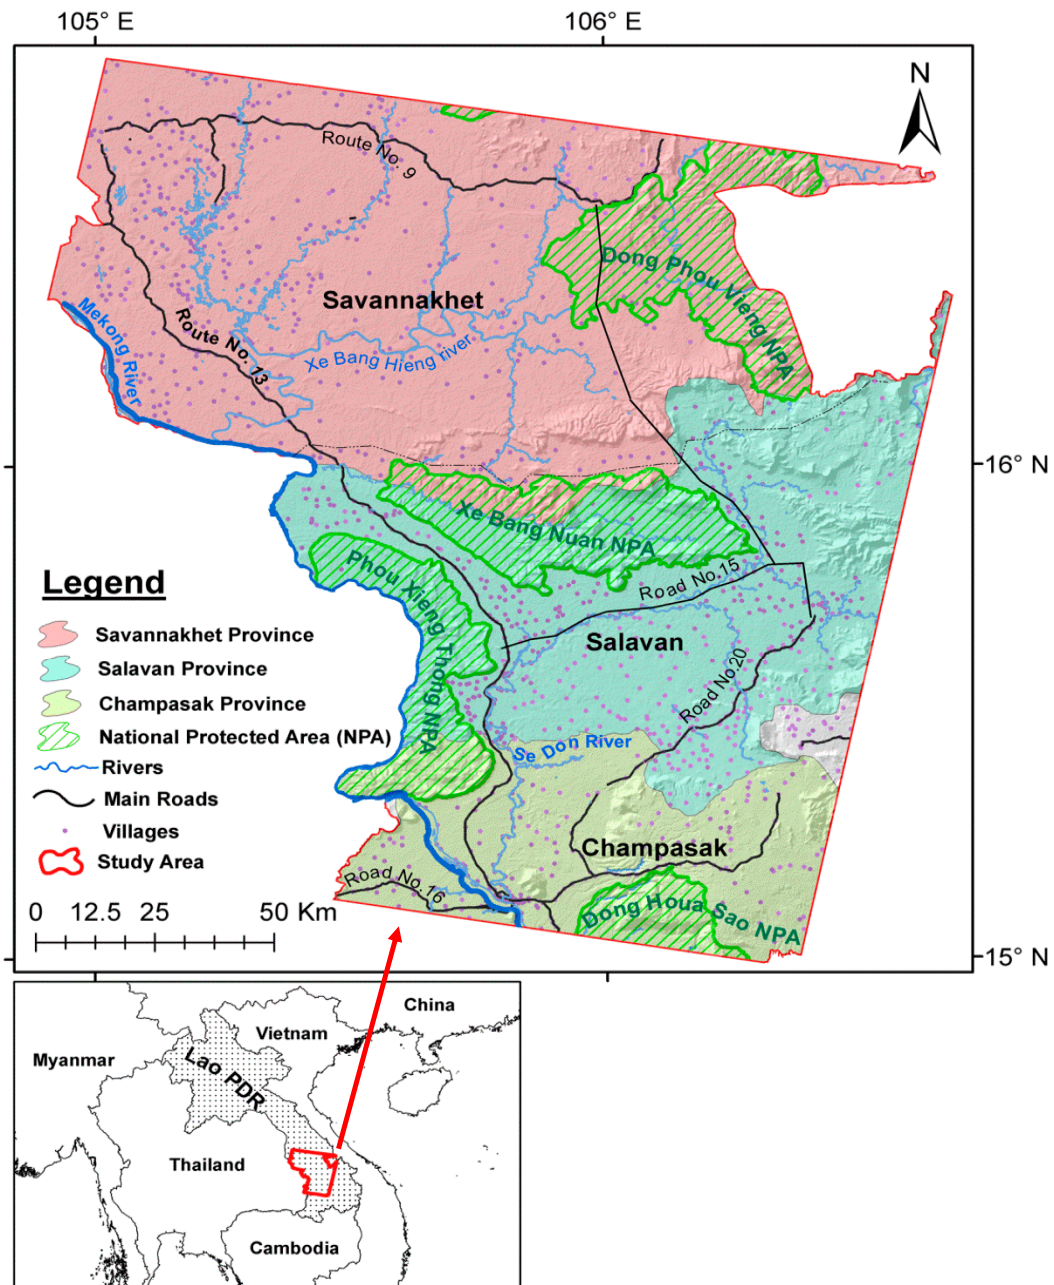 105° E
106° E
N
Route No. 9
Dong Phou Vieng NPA
Savannakhet
Mekong River
Route No. 13
Xe Bang Hieng river
16° N
Xe Bang Nuan NPA
Phou Xieng Thong NPA
Road No.15
Salavan
Road No.20
Se Don River
Champasak
Road No.16
Dong Houa Sao NPA
15° N
Legend
Savannakhet Province
Salavan Province
Champasak Province
National Protected Area (NPA)
Rivers
Main Roads
Villages
Study Area
0 12.5 25 50 Km
China
Vietnam
Myanmar
Lao PDR
Thailand
Cambodia